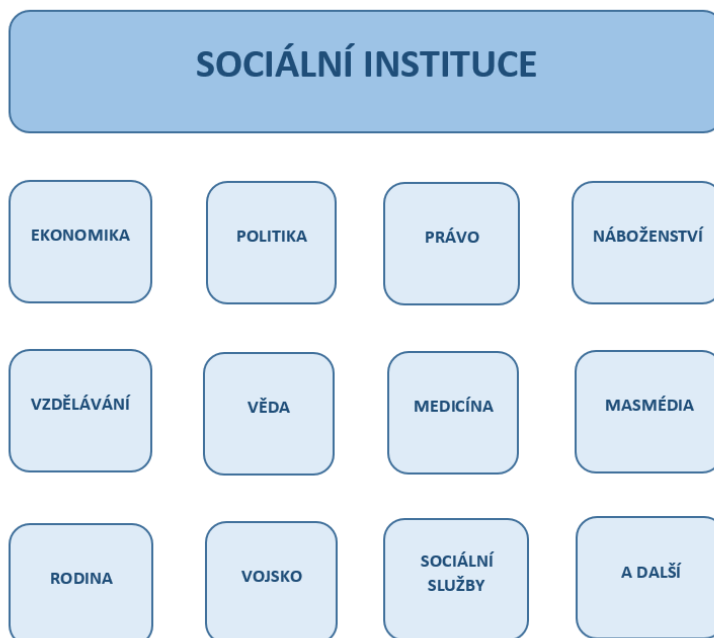 SOCIÁLNÍ INSTITUCE
EKONOMIKA
POLITIKA
PRÁVO
NÁBOŽENSTVÍ
VZDĚLÁVÁNÍ
VĚDA
MEDICÍNA
MASMÉDIA
RODINA
VOJSKO
SOCIÁLNÍ
SLUŽBY
A DALŠÍ